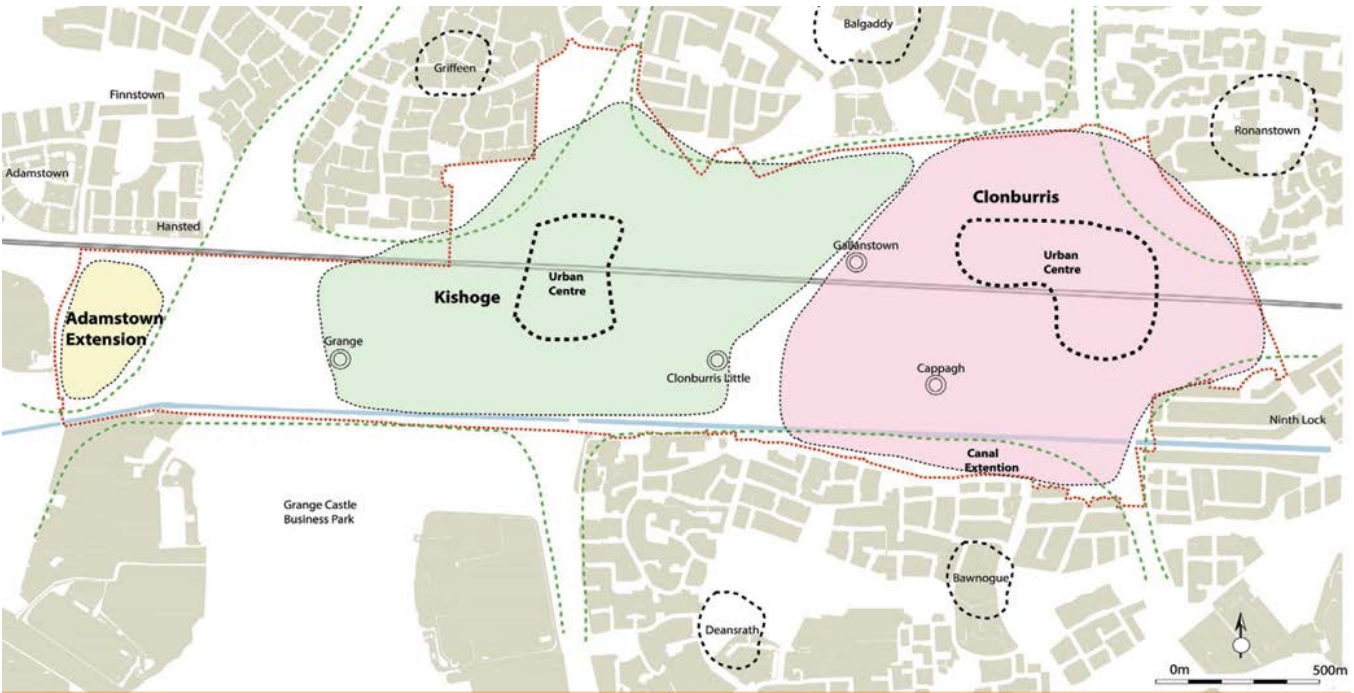 Balgaddy
Griffeen
Finnstown
Ronanstown
Adamstown
Clonburris
Hansted
Gallanstown
Urban
Centre
Urban
Centre
Kishoge
Adamstown
Extension
Grange
Clonburris Little
Cappagh
Ninth Lock
Canal
Extention
Grange Castle
Business Park
Bawnogue
Deansrath
0m
500m